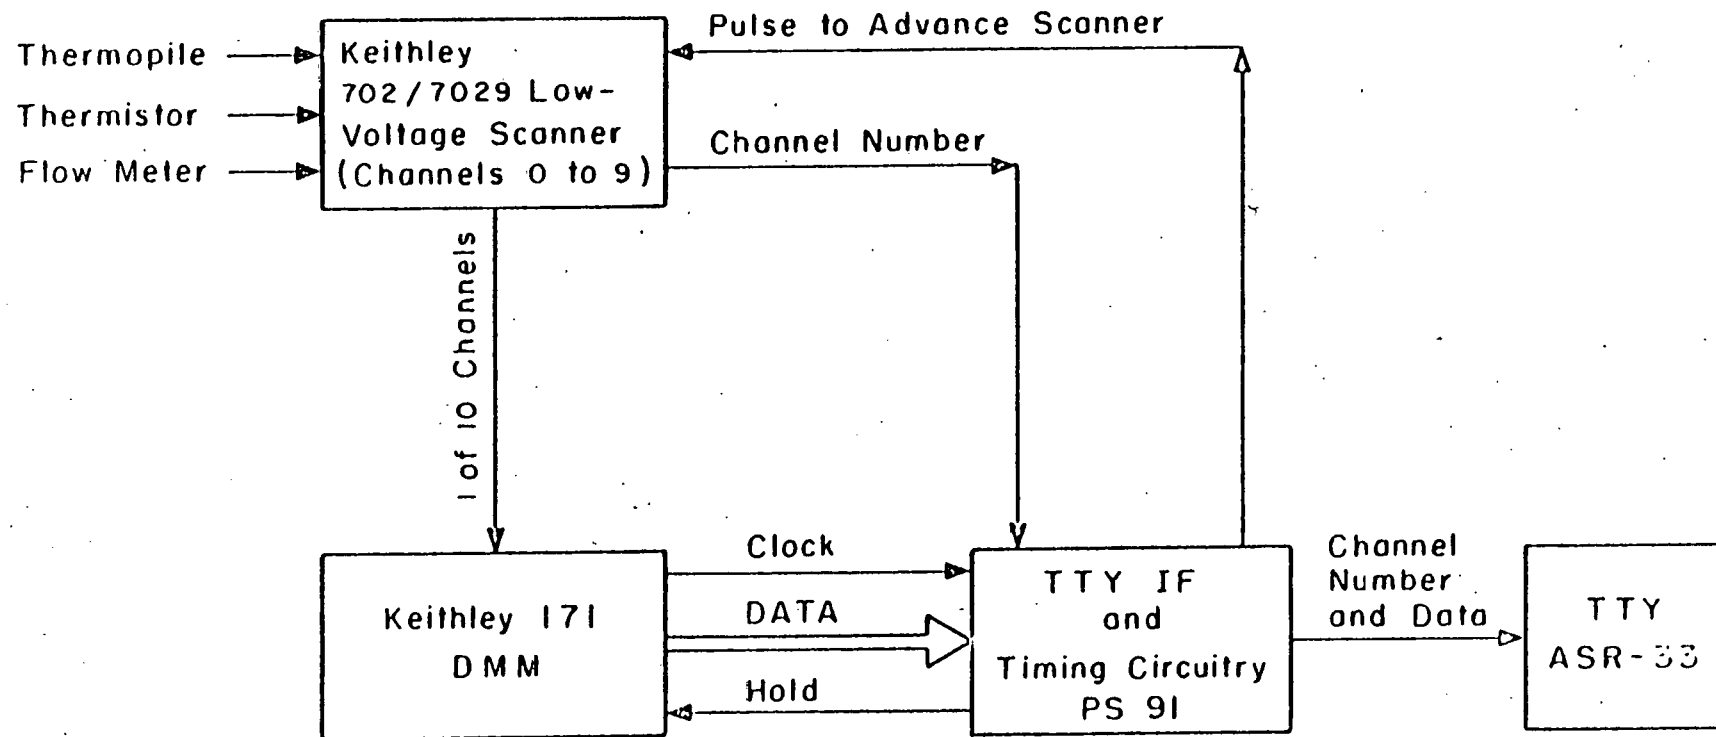 Pulse to Advance Scanner
Thermopile
Thermistor
Flow Meter
Keithley
702/7029 Low-
Voltage Scanner
(Channels 0 to 9)
Channel Number
1 of 10 Channels
Keithley 171
DMM
Clock
DATA
Hold
TTY IF
and
Timing Circuitry
PS 91
Channel
Number
and Data
TTY
ASR-33